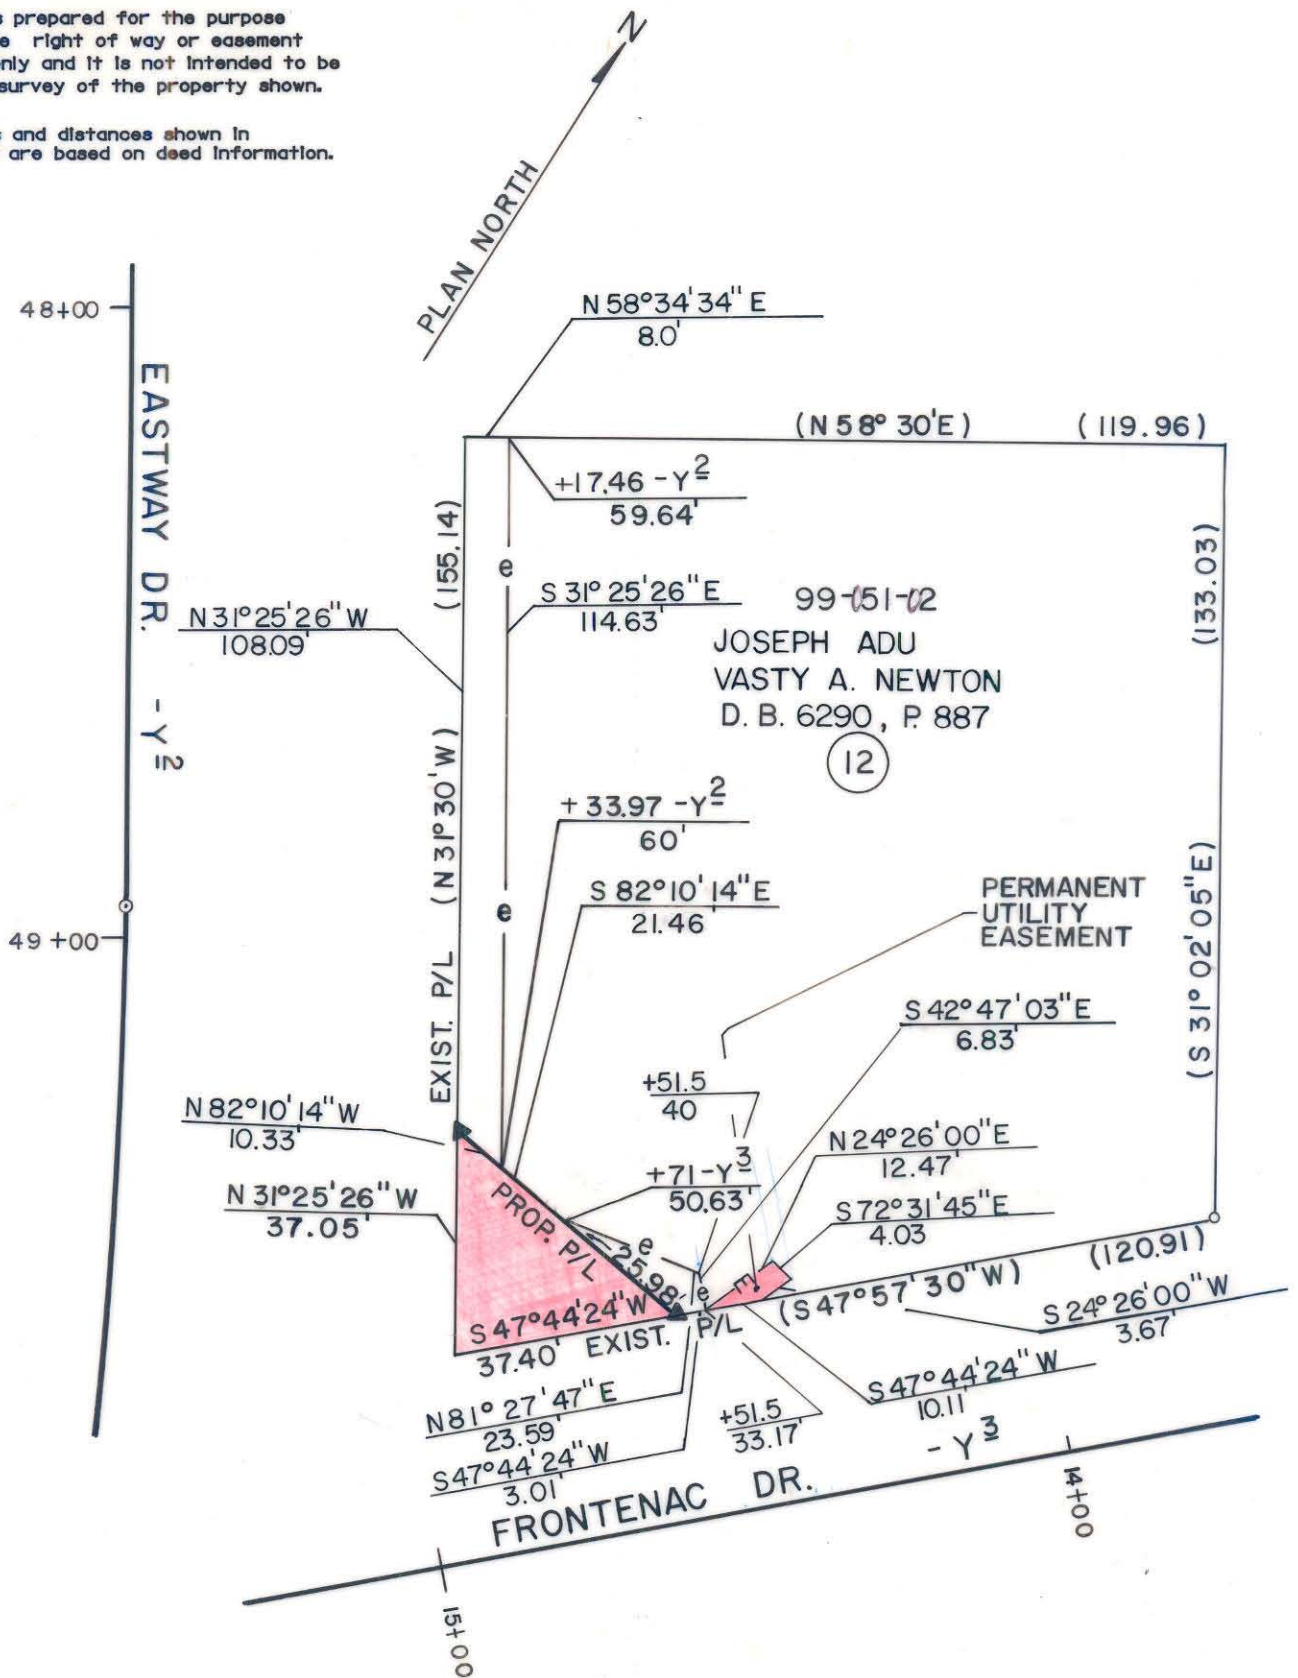 prepared for the purpose
right of way or easement
only and it is not intended to be
survey of the property shown.
and distances shown in
are based on deed information.
N
PLAN NORTH
48+00
EASTWAY DR. -Y2
49+00
N 58°34'34" E
8.0'
(N 58° 30'E) (119.96)
+17.46 -Y2
59.64'
(155.14)
e
S 31° 25'26" E
114.63'
N 31°25'26" W
108.09'
99-051-02
JOSEPH ADU
VASTY A. NEWTON
D. B. 6290, P. 887
12
(133.03)
(N 31° 30' W)
+ 33.97 -Y2
60'
e
S 82°10'14" E
21.46'
PERMANENT
UTILITY
EASEMENT
(S 31° 02' 05" E)
EXIST. P/L
S 42°47'03" E
6.83'
+51.5
40
N 82°10'14" W
10.33'
N 24°26'00" E
12.47'
+71-Y3
50.63'
N 31°25'26" W
37.05'
PROP. P/L
S 72°31'45" E
4.03
e
25.98
E
e
(S 47°57'30" W) (120.91)
S 47°44'24" W
37.40' EXIST. P/L
S 24° 26'00" W
3.67'
S 47°44'24" W
10.11'
N 81° 27'47" E
23.59'
+51.5
33.17'
S 47°44'24" W
3.01'
FRONTENAC DR. -Y3
14+00
15+00